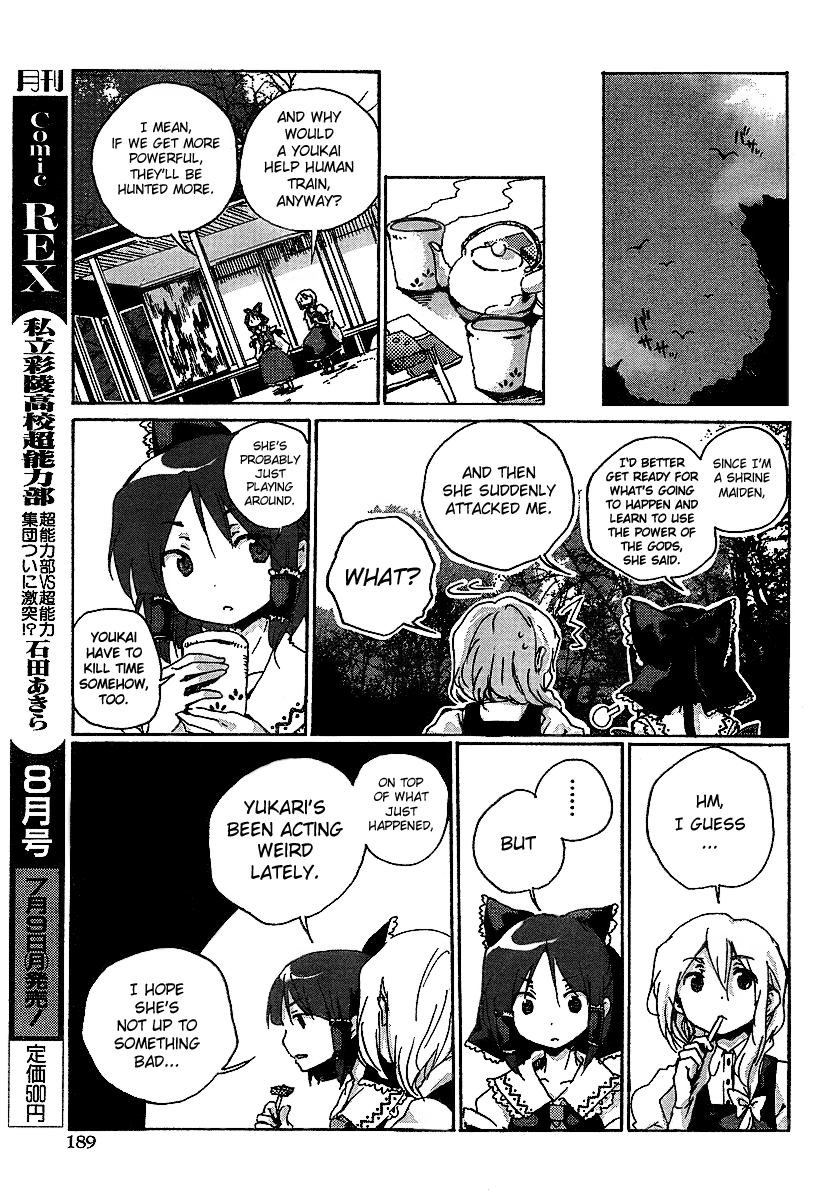 AND WHY
WOULD
A YOUKAI
HELP HUMAN
TRAIN,
ANYWAY?
I MEAN,
IF WE GET MORE
POWERFUL,
THEY'LL BE
HUNTED MORE.
SINCE I'M
A SHRINE
MAIDEN,
I'D BETTER
GET READY FOR
WHAT'S GOING
TO HAPPEN AND
LEARN TO USE
THE POWER OF
THE GODS,
SHE SAID.
AND THEN
SHE SUDDENLY
ATTACKED ME.
WHAT?
SHE'S
PROBABLY
JUST
PLAYING
AROUND.
YOUKAI
HAVE TO
KILL TIME
SOMEHOW,
TOO.
HM,
I GUESS
...
......
BUT
ON TOP
OF WHAT
JUST
HAPPENED,
YUKARI'S
BEEN ACTING
WEIRD
LATELY.
I HOPE
SHE'S
NOT UP TO
SOMETHING
BAD...
月刊
Comic REX
私立彩陵高校超能力部
超能力部VS超能力
集団ついに激突!?
石田あきら
8月号
7月9日(月)発売!
定価500円
189